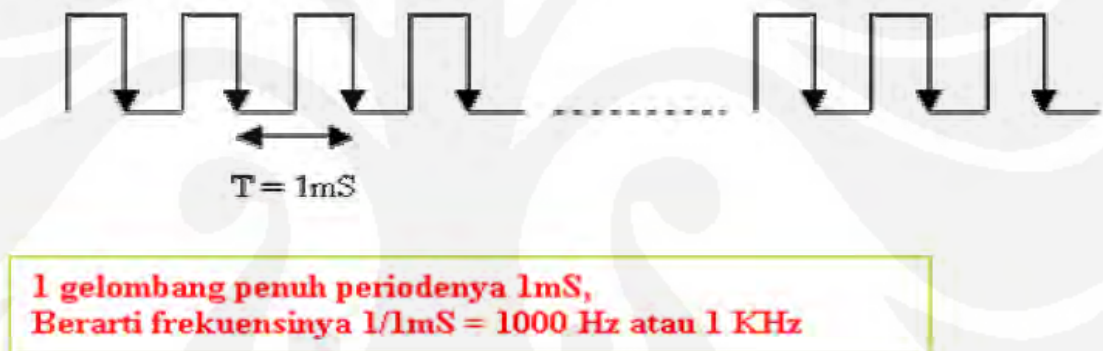 T = 1mS
1 gelombang penuh periodenya 1mS,
Berarti frekuensinya 1/1mS = 1000 Hz atau 1 KHz